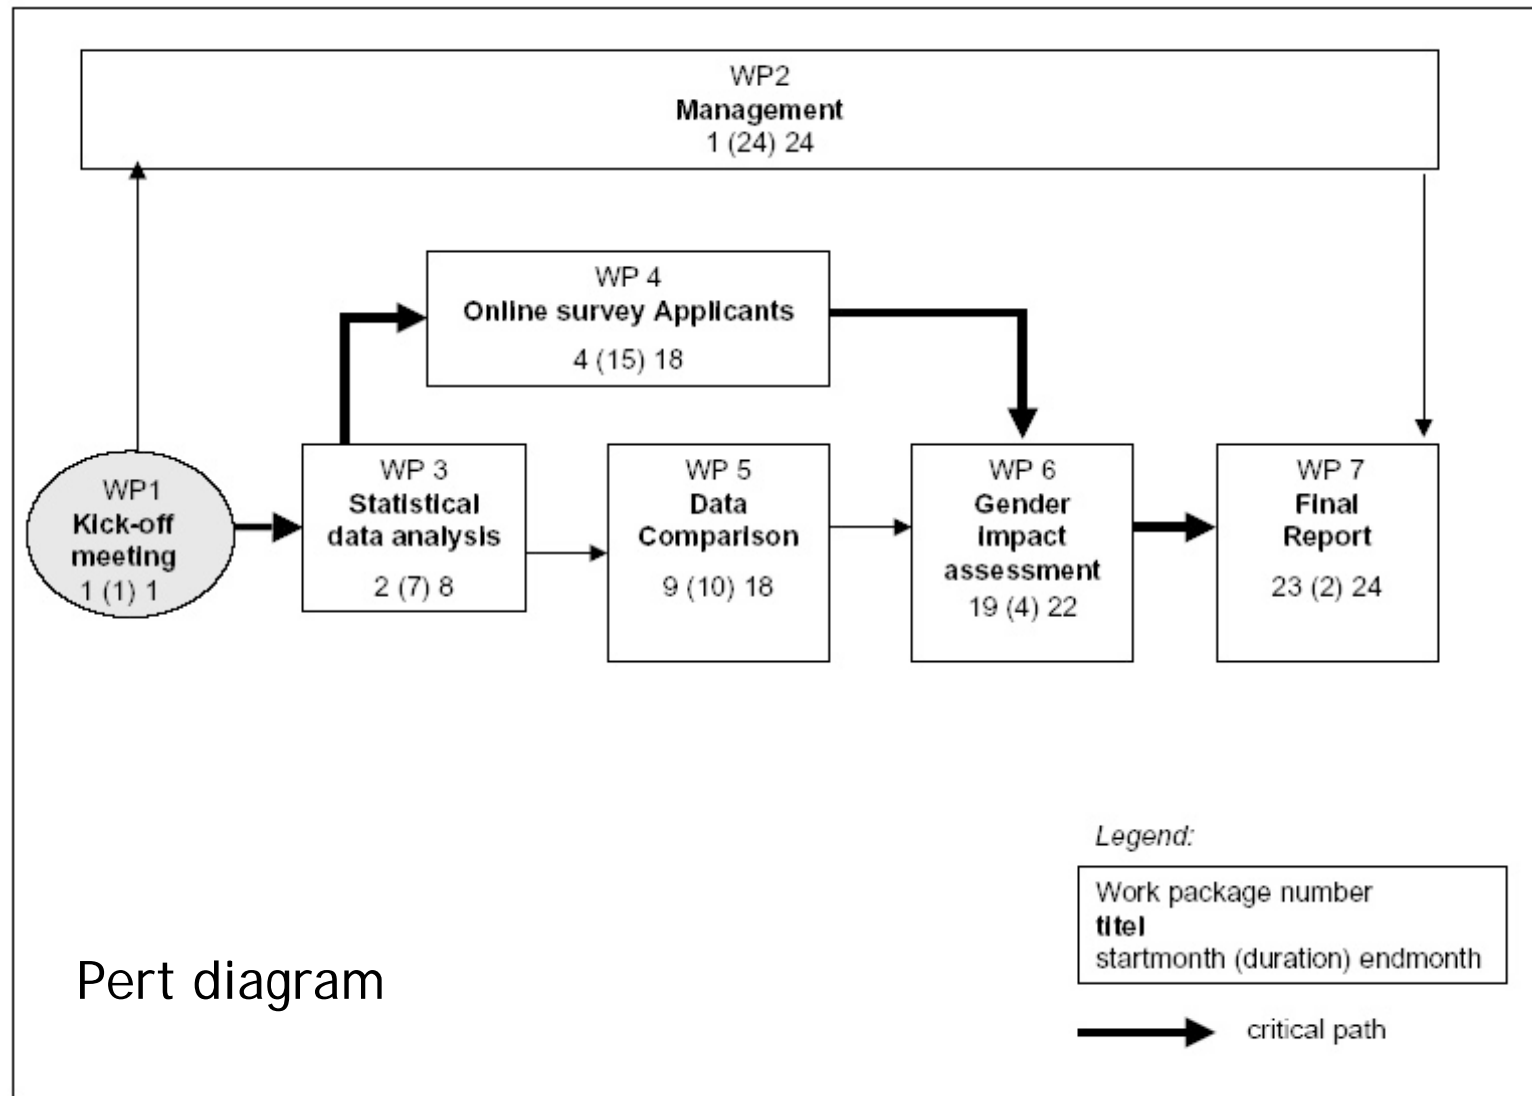 WP2
Management
1 (24) 24
WP 4
Online survey Applicants
4 (15) 18
WP1
Kick-off
meeting
1 (1) 1
WP 3
Statistical
data analysis
2 (7) 8
WP 5
Data
Comparison
9 (10) 18
WP 6
Gender
impact
assessment
19 (4) 22
WP 7
Final
Report
23 (2) 24
Legend:
Work package number
titel
startmonth (duration) endmonth
critical path
Pert diagram